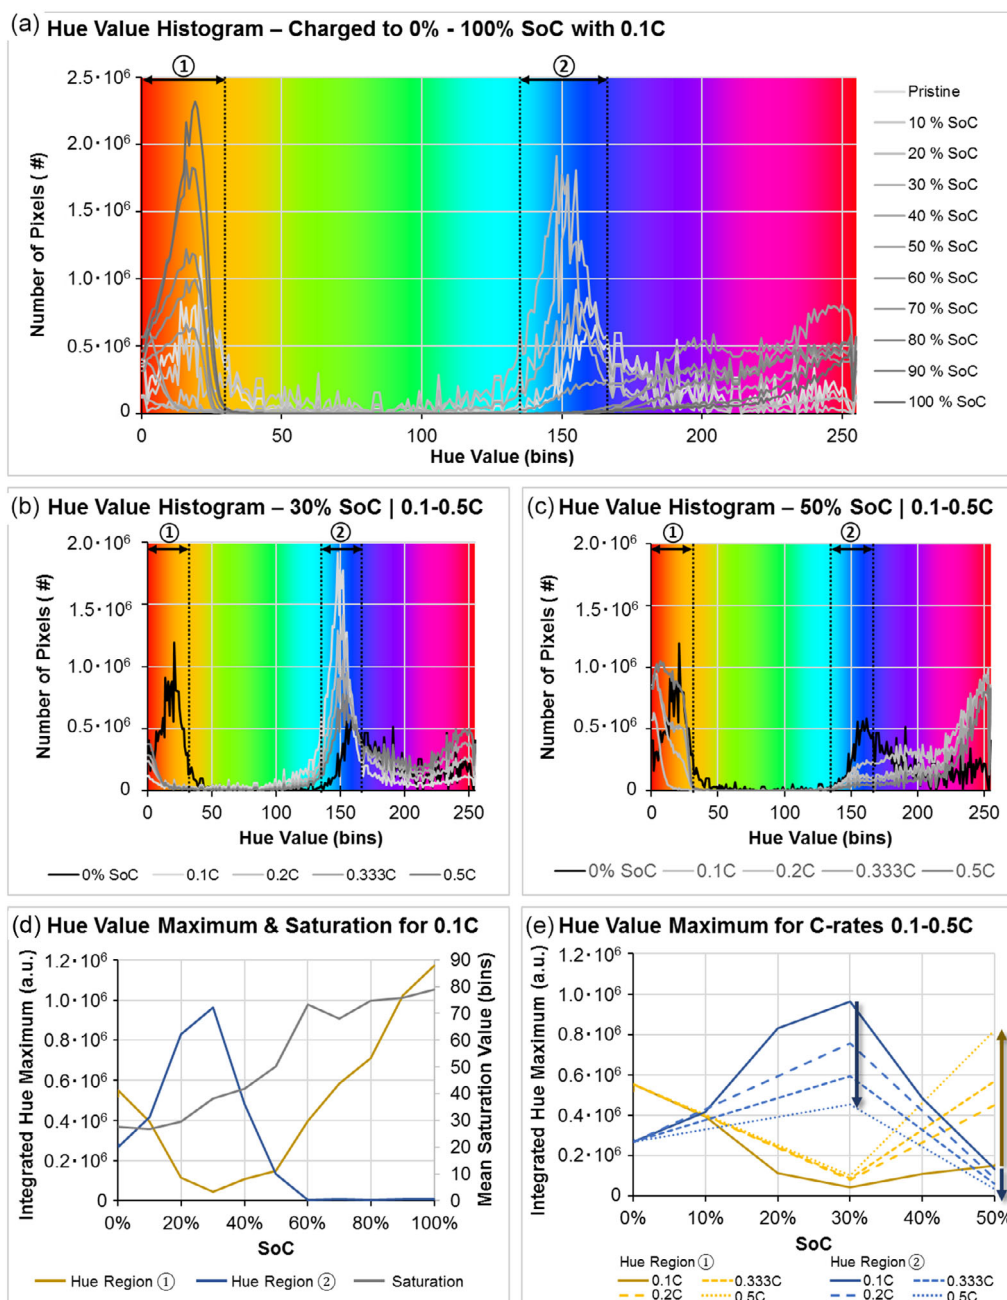 (a) Hue Value Histogram – Charged to 0% - 100% SoC with 0.1C
① ②
2.5· 10⁶
2.0· 10⁶
1.5· 10⁶
1.0· 10⁶
0.5· 10⁶
0
Number of Pixels ( #)
0 50 100 150 200 250
Hue Value (bins)
Pristine
10 % SoC
20 % SoC
30 % SoC
40 % SoC
50 % SoC
60 % SoC
70 % SoC
80 % SoC
90 % SoC
100 % SoC
(b) Hue Value Histogram – 30% SoC | 0.1-0.5C
① ②
2.0· 10⁶
1.5· 10⁶
1.0· 10⁶
0.5· 10⁶
0
Number of Pixels ( #)
0 50 100 150 200 250
Hue Value (bins)
0% SoC 0.1C 0.2C 0.333C 0.5C
(c) Hue Value Histogram – 50% SoC | 0.1-0.5C
① ②
2.0· 10⁶
1.5· 10⁶
1.0· 10⁶
0.5· 10⁶
0
Number of Pixels ( #)
0 50 100 150 200 250
Hue Value (bins)
0% SoC 0.1C 0.2C 0.333C 0.5C
(d) Hue Value Maximum & Saturation for 0.1C
1.2· 10⁶
1.0· 10⁶
0.8· 10⁶
0.6· 10⁶
0.4· 10⁶
0.2· 10⁶
0
Integrated Hue Maximum (a.u.)
90
80
70
60
50
40
30
20
10
0
Mean Saturation Value (bins)
0% 20% 40% 60% 80% 100%
SoC
Hue Region ① Hue Region ② Saturation
(e) Hue Value Maximum for C-rates 0.1-0.5C
1.2· 10⁶
1.0· 10⁶
0.8· 10⁶
0.6· 10⁶
0.4· 10⁶
0.2· 10⁶
0
Integrated Hue Maximum (a.u.)
0% 10% 20% 30% 40% 50%
SoC
Hue Region ① Hue Region ②
0.1C 0.333C 0.1C 0.333C
0.2C 0.5C 0.2C 0.5C